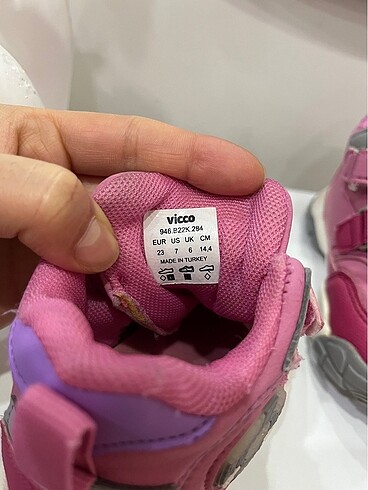 vicco
946.B22K.284
EUR US UK CM
23 7 6 14,4
MADE IN TURKEY